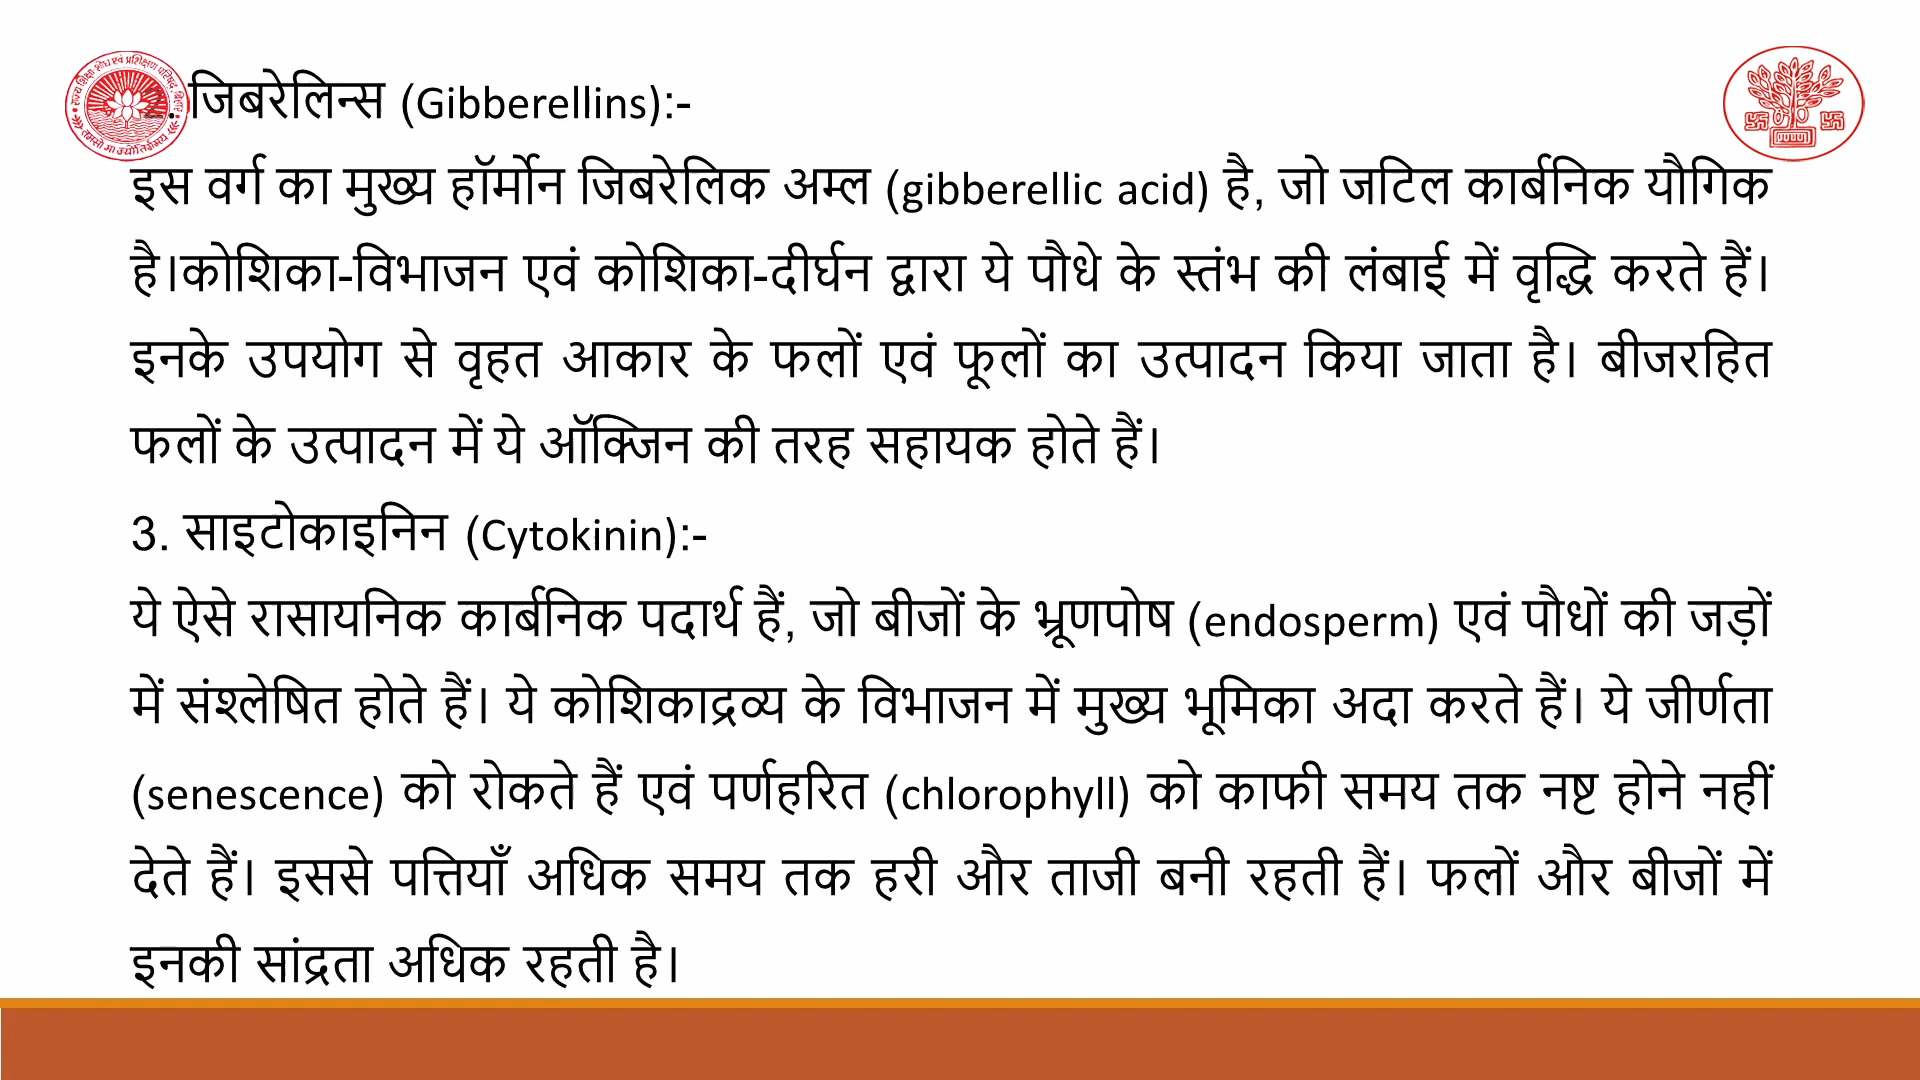 2. जिबरेलिन्स (Gibberellins):-
इस वर्ग का मुख्य हॉर्मोन जिबरेलिक अम्ल (gibberellic acid) है, जो जटिल कार्बनिक यौगिक
है।कोशिका-विभाजन एवं कोशिका-दीर्घन द्वारा ये पौधे के स्तंभ की लंबाई में वृद्धि करते हैं।
इनके उपयोग से वृहत आकार के फलों एवं फूलों का उत्पादन किया जाता है। बीजरहित
फलों के उत्पादन में ये ऑक्जिन की तरह सहायक होते हैं।
3. साइटोकाइनिन (Cytokinin):-
ये ऐसे रासायनिक कार्बनिक पदार्थ हैं, जो बीजों के भ्रूणपोष (endosperm) एवं पौधों की जड़ों
में संश्लेषित होते हैं। ये कोशिकाद्रव्य के विभाजन में मुख्य भूमिका अदा करते हैं। ये जीर्णता
(senescence) को रोकते हैं एवं पर्णहरित (chlorophyll) को काफी समय तक नष्ट होने नहीं
देते हैं। इससे पत्तियाँ अधिक समय तक हरी और ताजी बनी रहती हैं। फलों और बीजों में
इनकी सांद्रता अधिक रहती है।